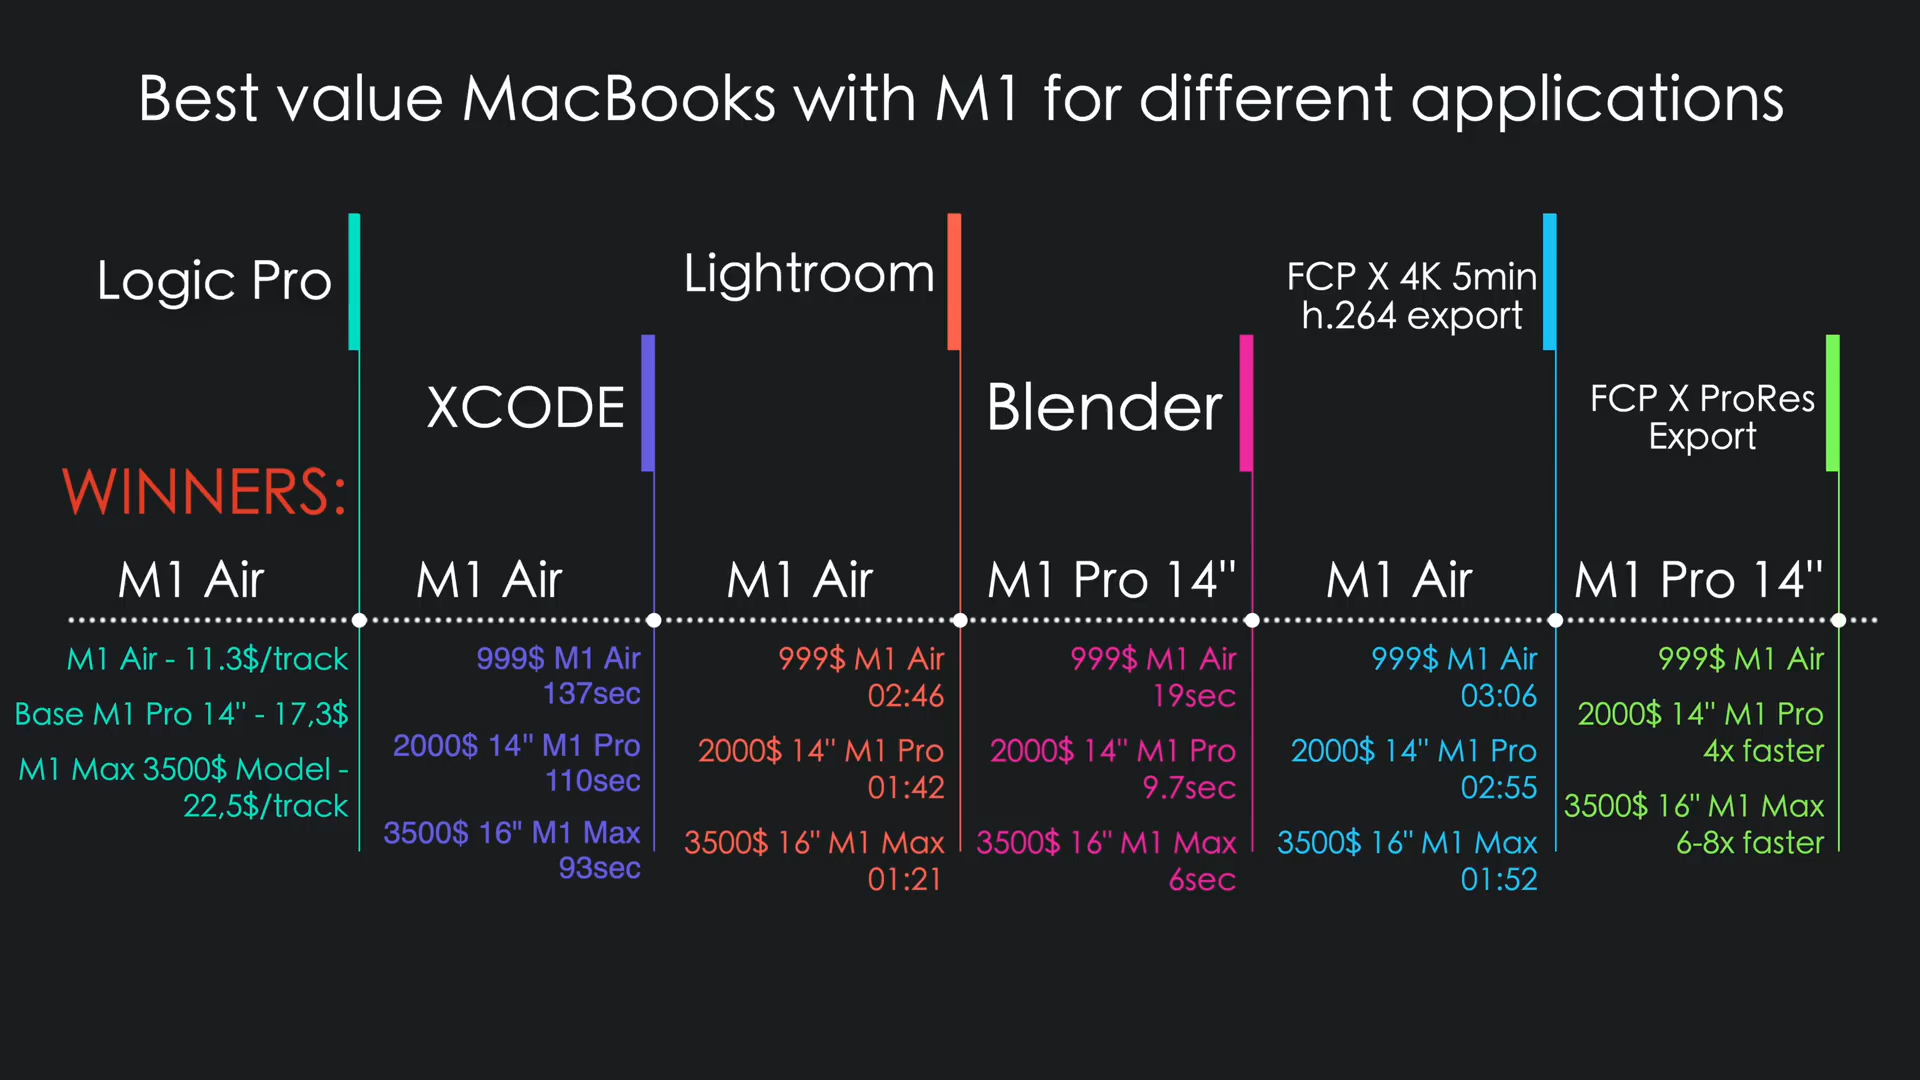 Best value MacBooks with M1 for different applications
Logic Pro
XCODE
Lightroom
Blender
FCP X 4K 5min
h.264 export
FCP X ProRes
Export
WINNERS:
M1 Air
M1 Air
M1 Air
M1 Pro 14"
M1 Air
M1 Pro 14"
M1 Air - 11.3$/track
Base M1 Pro 14" - 17,3$
M1 Max 3500$ Model -
22,5$/track
999$ M1 Air
137sec
2000$ 14" M1 Pro
110sec
3500$ 16" M1 Max
93sec
999$ M1 Air
02:46
2000$ 14" M1 Pro
01:42
3500$ 16" M1 Max
01:21
999$ M1 Air
19sec
2000$ 14" M1 Pro
9.7sec
3500$ 16" M1 Max
6sec
999$ M1 Air
03:06
2000$ 14" M1 Pro
02:55
3500$ 16" M1 Max
01:52
999$ M1 Air
2000$ 14" M1 Pro
4x faster
3500$ 16" M1 Max
6-8x faster